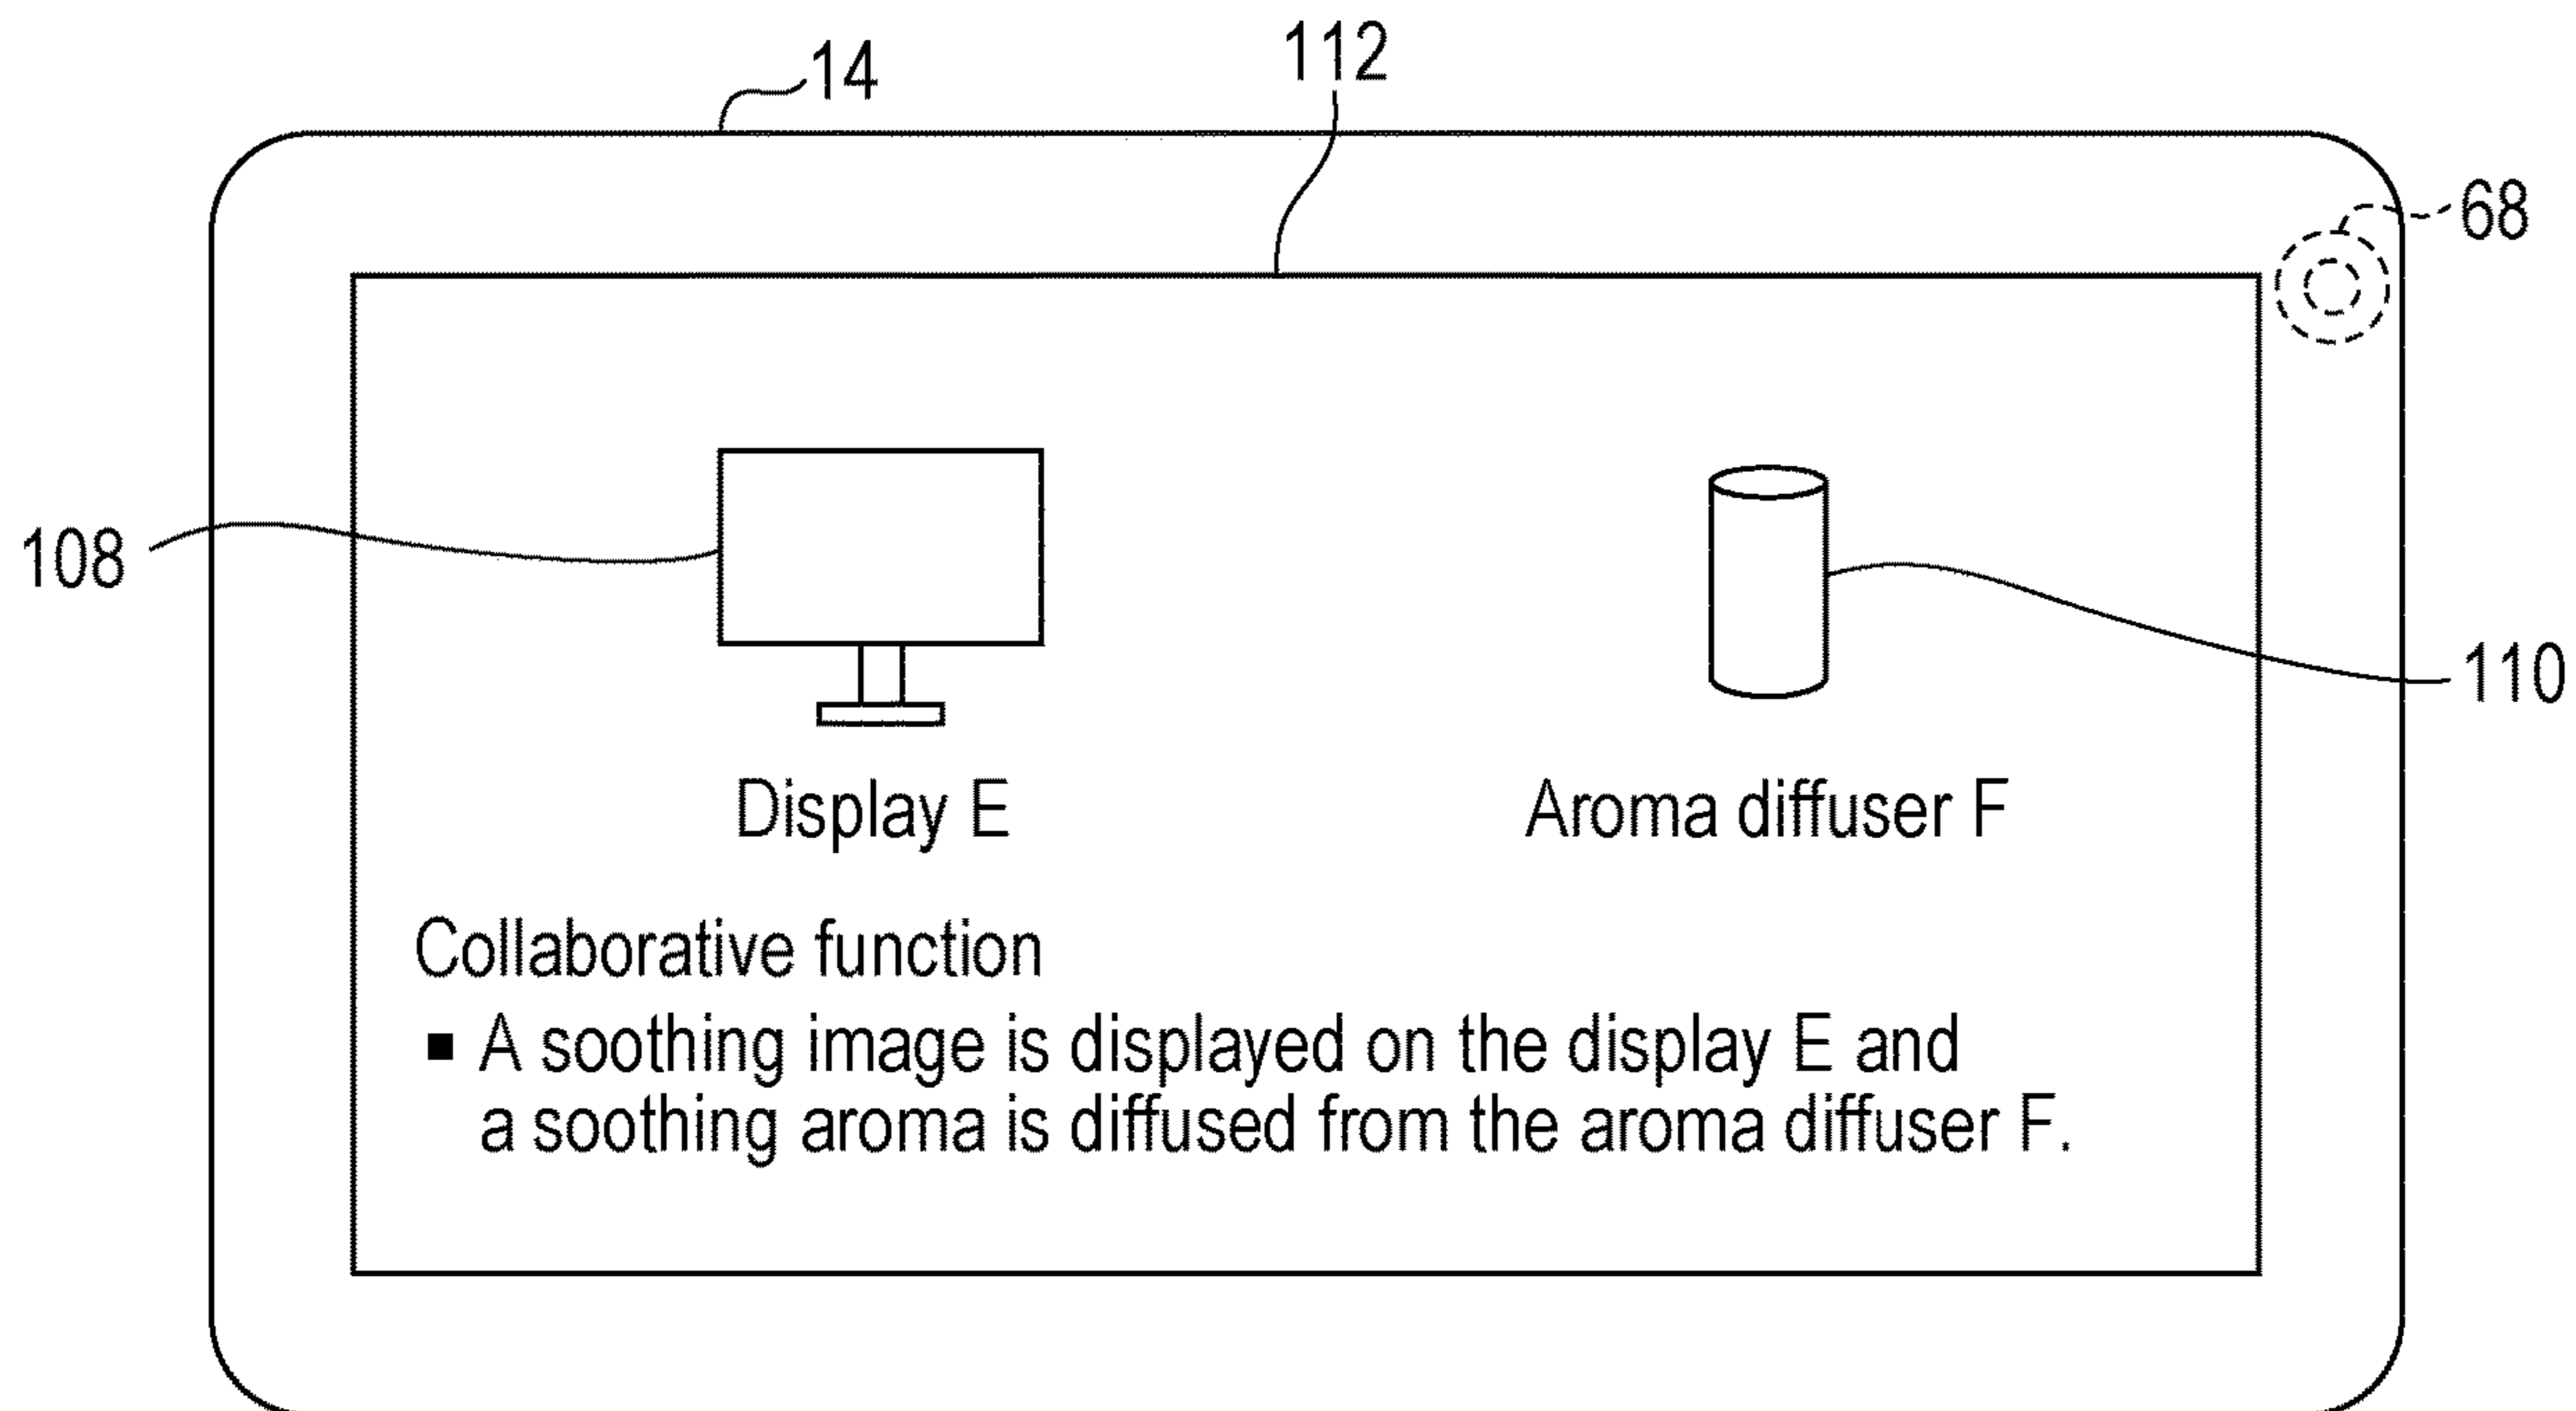 14
112
68
108
110
Display E
Aroma diffuser F
Collaborative function
■ A soothing image is displayed on the display E and
a soothing aroma is diffused from the aroma diffuser F.